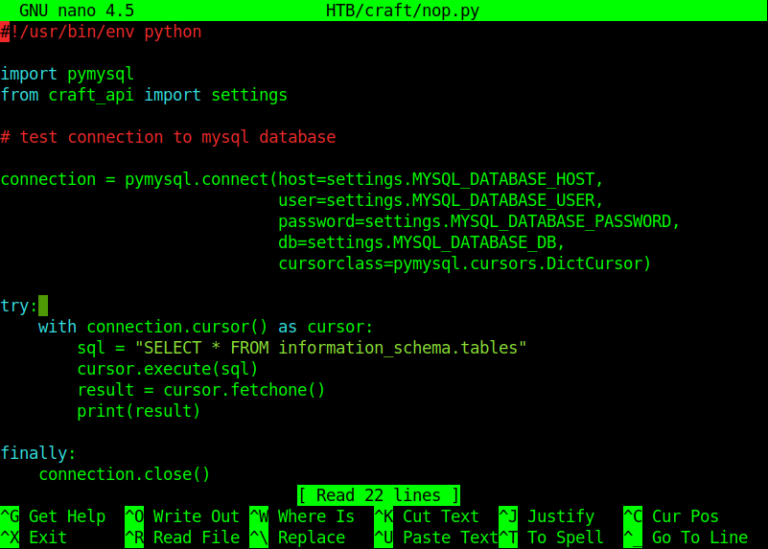 GNU nano 4.5 HTB/craft/nop.py
#!/usr/bin/env python
import pymysql
from craft_api import settings
# test connection to mysql database
connection = pymysql.connect(host=settings.MYSQL_DATABASE_HOST,
user=settings.MYSQL_DATABASE_USER,
password=settings.MYSQL_DATABASE_PASSWORD,
db=settings.MYSQL_DATABASE_DB,
cursorclass=pymysql.cursors.DictCursor)
try:
with connection.cursor() as cursor:
sql = "SELECT * FROM information_schema.tables"
cursor.execute(sql)
result = cursor.fetchone()
print(result)
finally:
connection.close()
[ Read 22 lines ]
^G Get Help ^O Write Out ^W Where Is ^K Cut Text ^J Justify ^C Cur Pos
^X Exit ^R Read File ^\ Replace ^U Paste Text ^T To Spell ^_ Go To Line